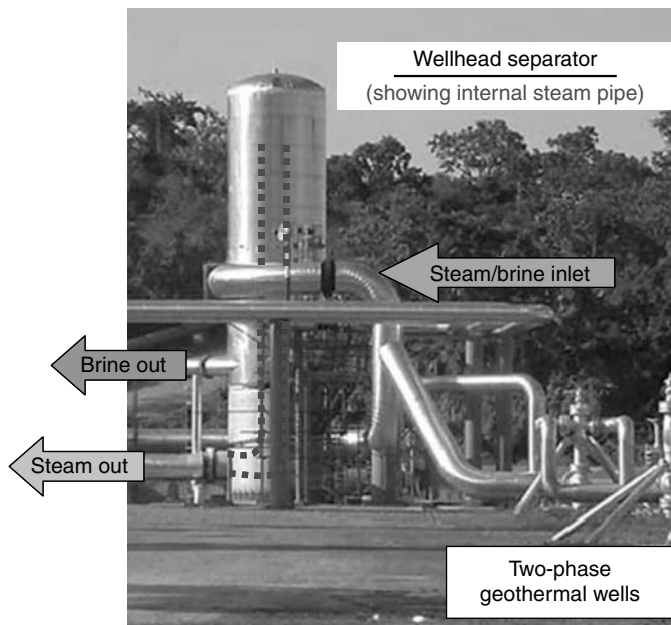 Wellhead separator
(showing internal steam pipe)
Steam/brine inlet
Brine out
Steam out
Two-phase
geothermal wells